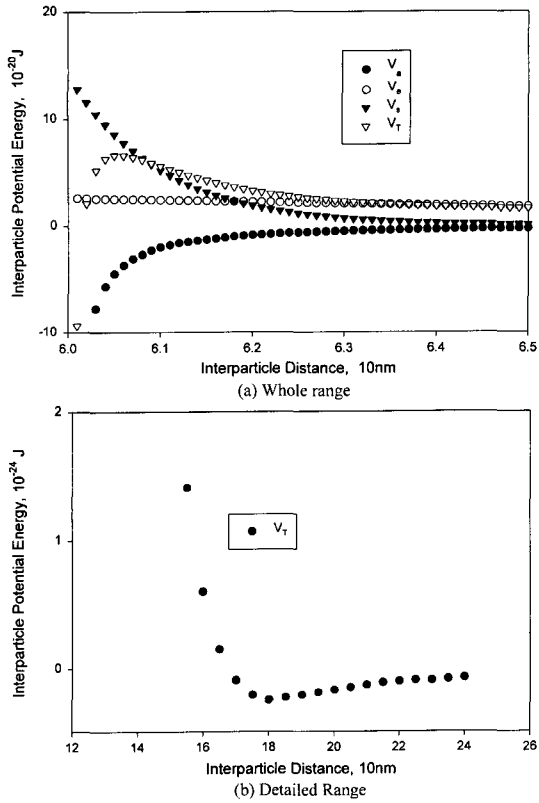 20
10
0
-10
Interparticle Potential Energy, 10⁻²⁰J
Vₐ
Vₑ
Vₛ
V_T
6.0 6.1 6.2 6.3 6.4 6.5
Interparticle Distance, 10nm
(a) Whole range
2
1
0
Interparticle Potential Energy, 10⁻²⁴ J
V_T
12 14 16 18 20 22 24 26
Interparticle Distance, 10nm
(b) Detailed Range